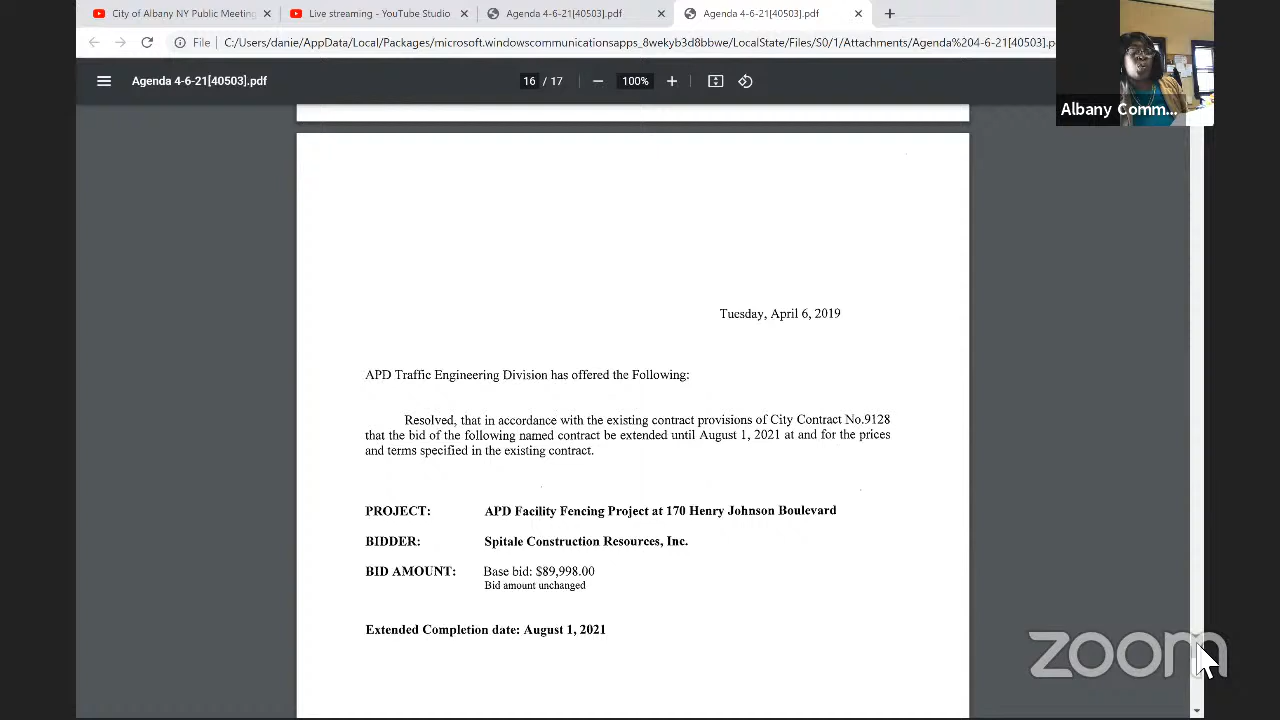 City of Albany NY Public Meeting
Live streaming - YouTube Studio
Agenda 4-6-21[40503].pdf
Agenda 4-6-21[40503].pdf
File
C:/Users/danie/AppData/Local/Packages/microsoft.windowscommunicationsapps_8wekyb3d8bbwe/LocalState/Files/S0/1/Attachments/Agenda%204-6-21[40503].p
Agenda 4-6-21[40503].pdf
16 / 17
100%
Albany Comm...
Tuesday, April 6, 2019
APD Traffic Engineering Division has offered the Following:
Resolved, that in accordance with the existing contract provisions of City Contract No.9128
that the bid of the following named contract be extended until August 1, 2021 at and for the prices
and terms specified in the existing contract.
PROJECT: APD Facility Fencing Project at 170 Henry Johnson Boulevard
BIDDER: Spitale Construction Resources, Inc.
BID AMOUNT: Base bid: $89,998.00
Bid amount unchanged
Extended Completion date: August 1, 2021
zoom